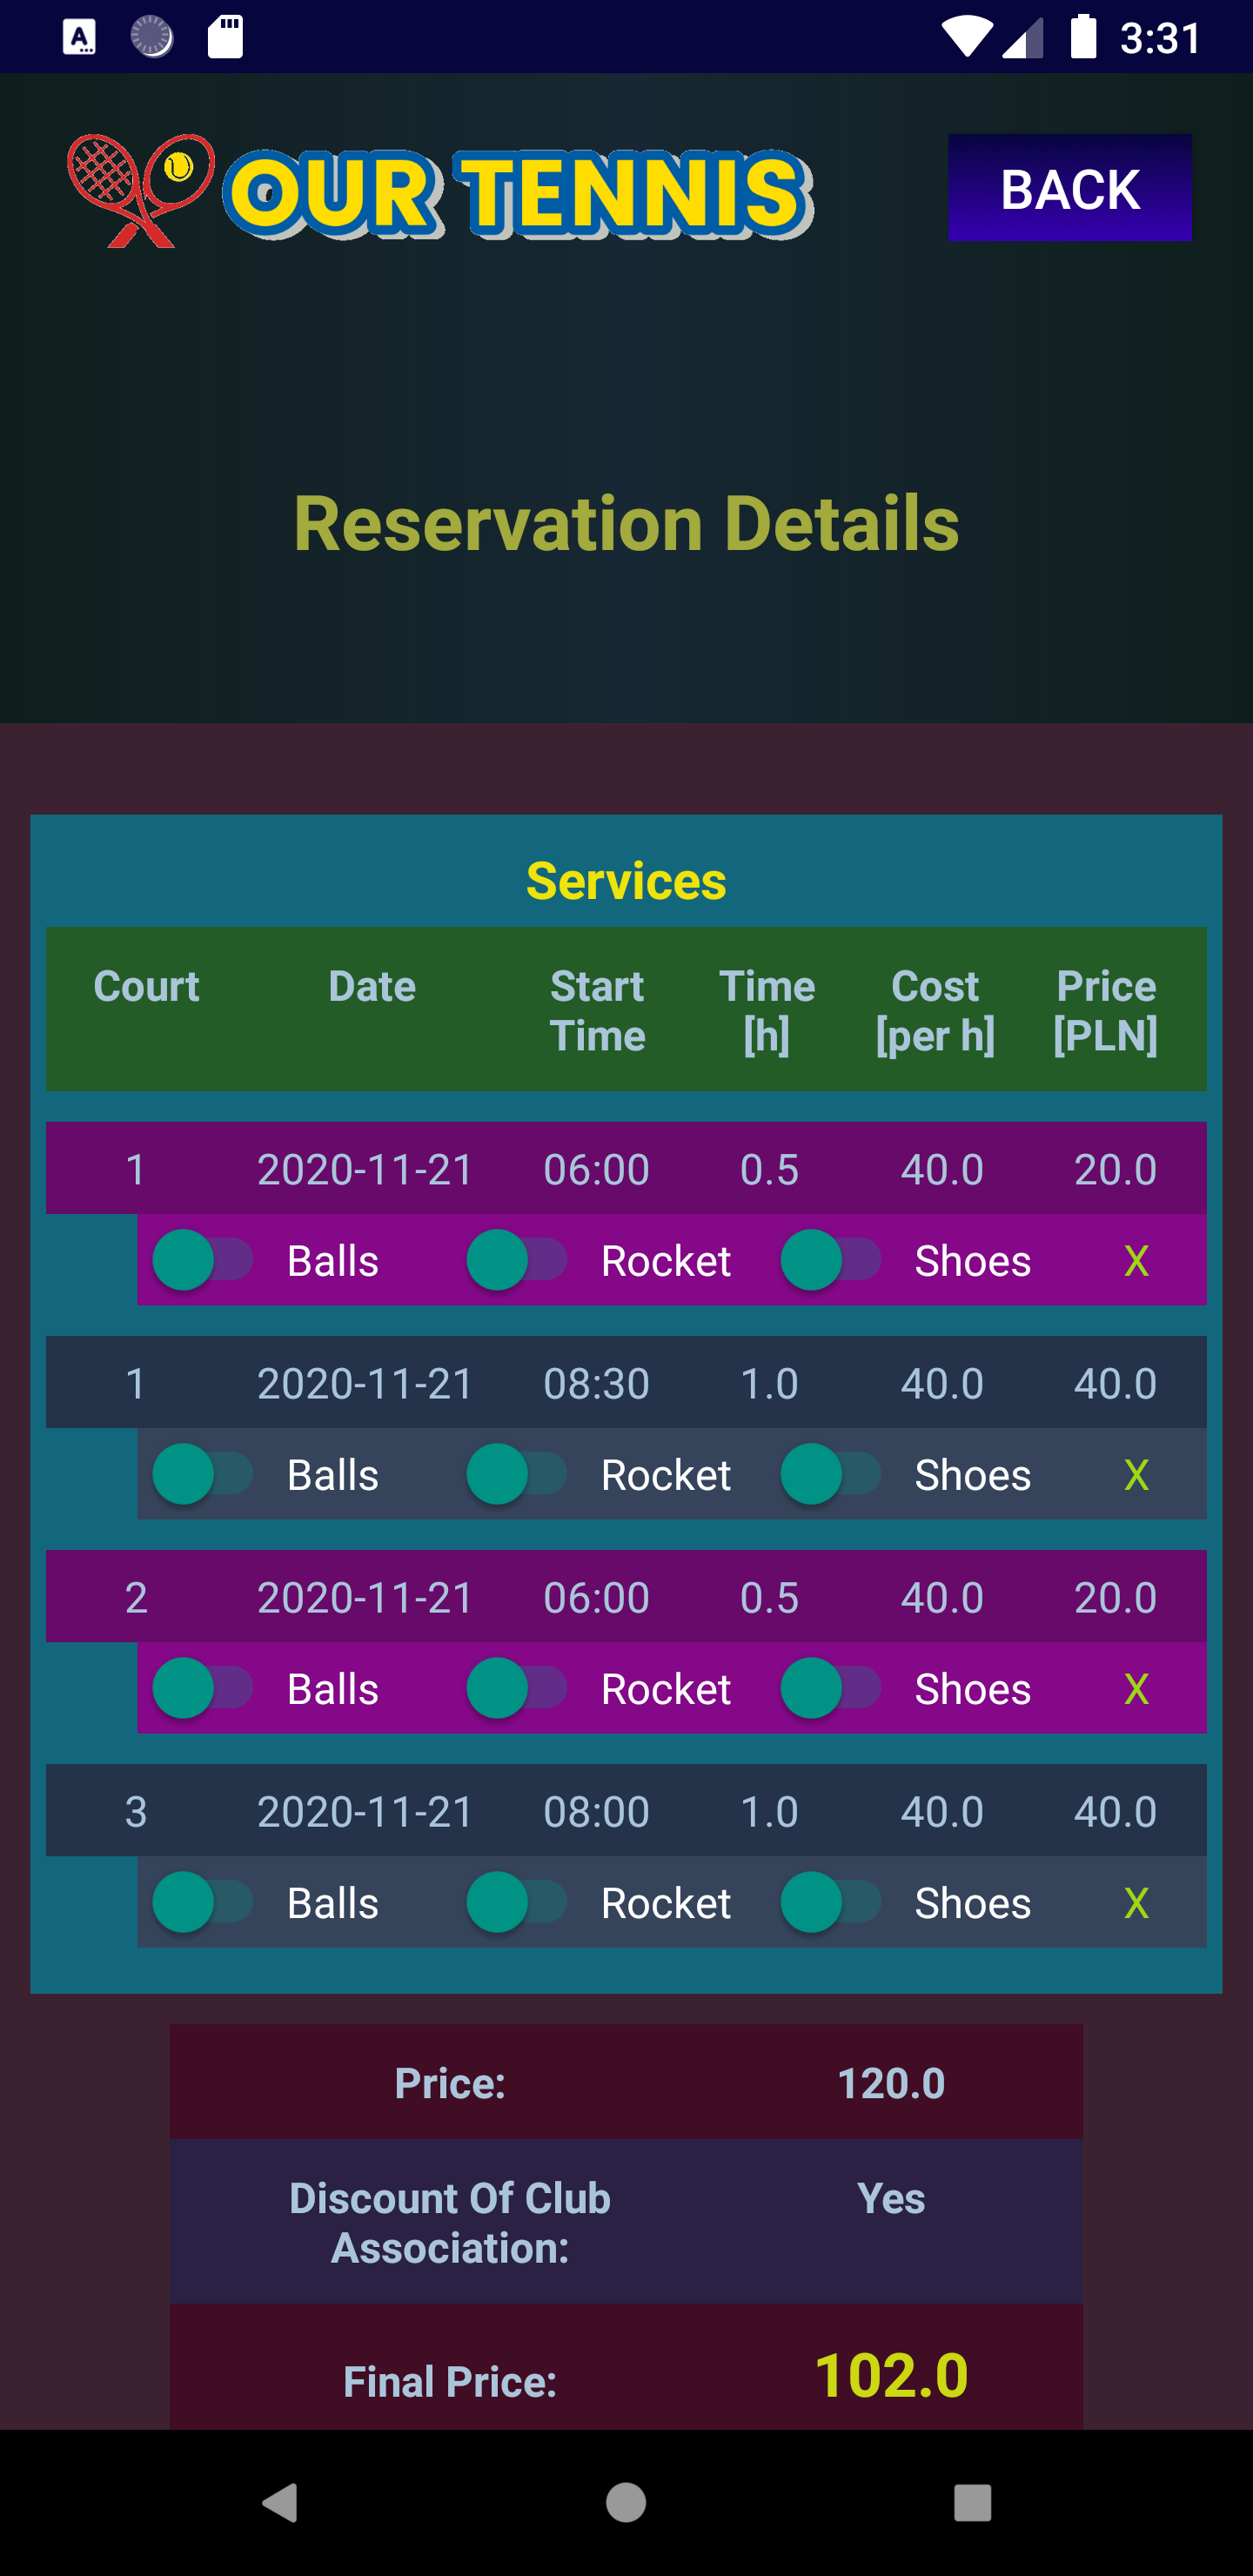 3:31
OUR TENNIS
BACK
Reservation Details
Services
Court Date Start Time [h] Cost [per h] Price [PLN]
Time
1 2020-11-21 06:00 0.5 40.0 20.0
Balls Rocket Shoes X
1 2020-11-21 08:30 1.0 40.0 40.0
Balls Rocket Shoes X
2 2020-11-21 06:00 0.5 40.0 20.0
Balls Rocket Shoes X
3 2020-11-21 08:00 1.0 40.0 40.0
Balls Rocket Shoes X
Price: 120.0
Discount Of Club Yes
Association:
Final Price: 102.0